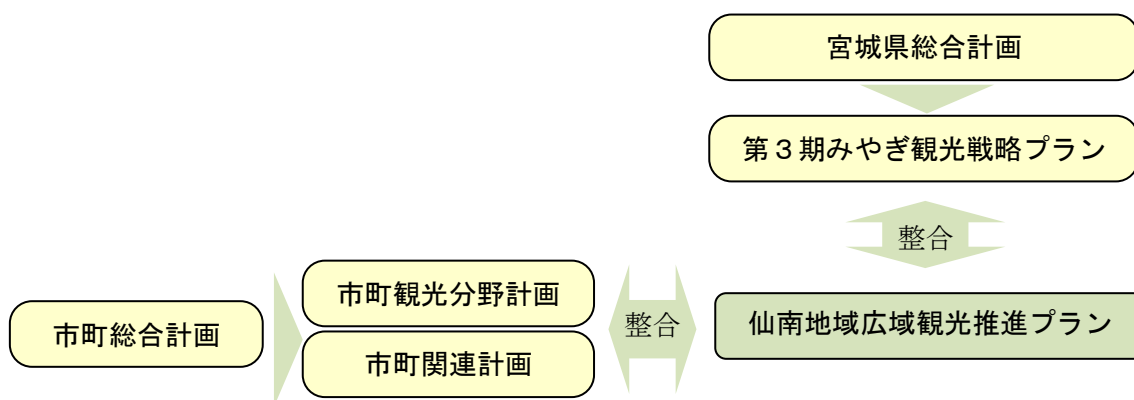 宮城県総合計画
第３期みやぎ観光戦略プラン
整合
市町総合計画
市町観光分野計画
市町関連計画
整合
仙南地域広域観光推進プラン